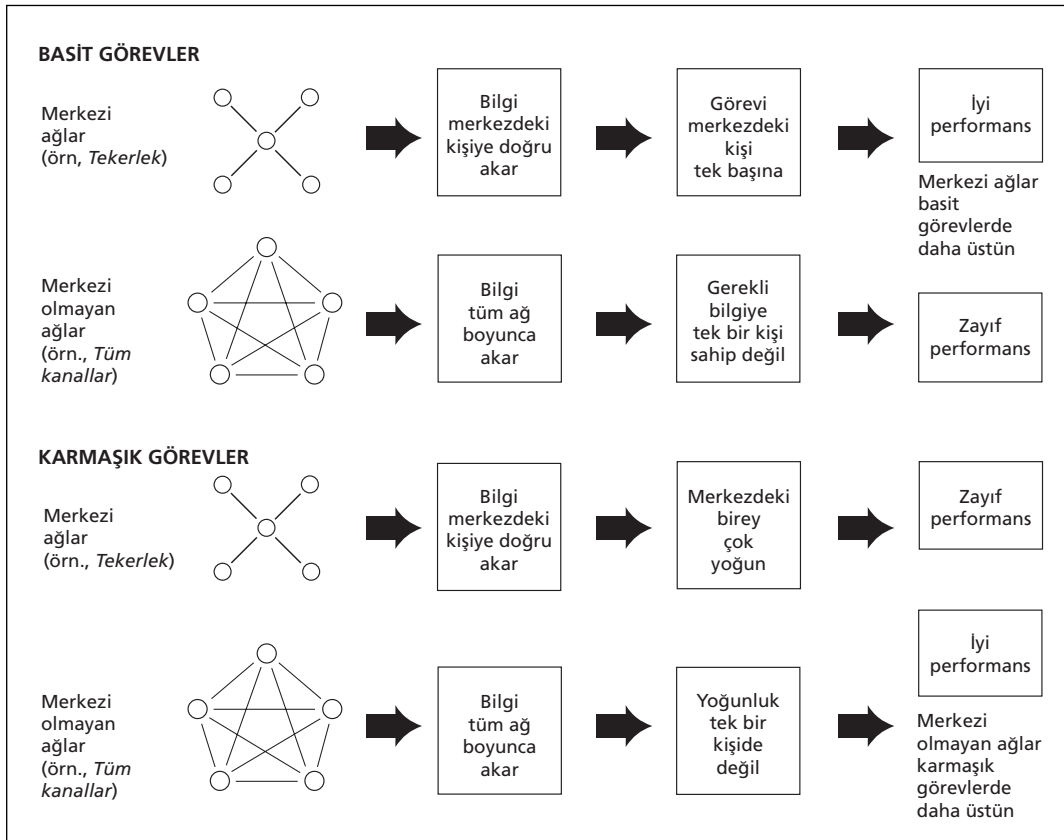 BASİT GÖREVLER
Merkezi
ağlar
(örn, Tekerlek)
Bilgi
merkezdeki
kişiye doğru
akar
Görevi
merkezdeki
kişi
tek başına
İyi
performans
Merkezi ağlar
basit
görevlerde
daha üstün
Merkezi
olmayan
ağlar
(örn., Tüm
kanallar)
Bilgi
tüm ağ
boyunca
akar
Gerekli
bilgiye
tek bir kişi
sahip değil
Zayıf
performans
KARMAŞIK GÖREVLER
Merkezi
ağlar
(örn., Tekerlek)
Bilgi
merkezdeki
kişiye doğru
akar
Merkezdeki
birey
çok
yoğun
Zayıf
performans
Merkezi
olmayan
ağlar
(örn., Tüm
kanallar)
Bilgi
tüm ağ
boyunca
akar
Yoğunluk
tek bir
kişide
değil
İyi
performans
Merkezi
olmayan ağlar
karmaşık
görevlerde
daha üstün